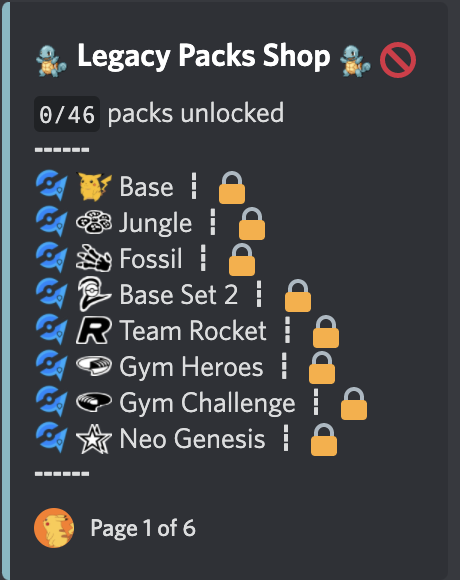 Legacy Packs Shop
0/46 packs unlocked
------
Base ┆
Jungle ┆
Fossil ┆
Base Set 2 ┆
R Team Rocket ┆
Gym Heroes ┆
Gym Challenge ┆
Neo Genesis ┆
------
Page 1 of 6